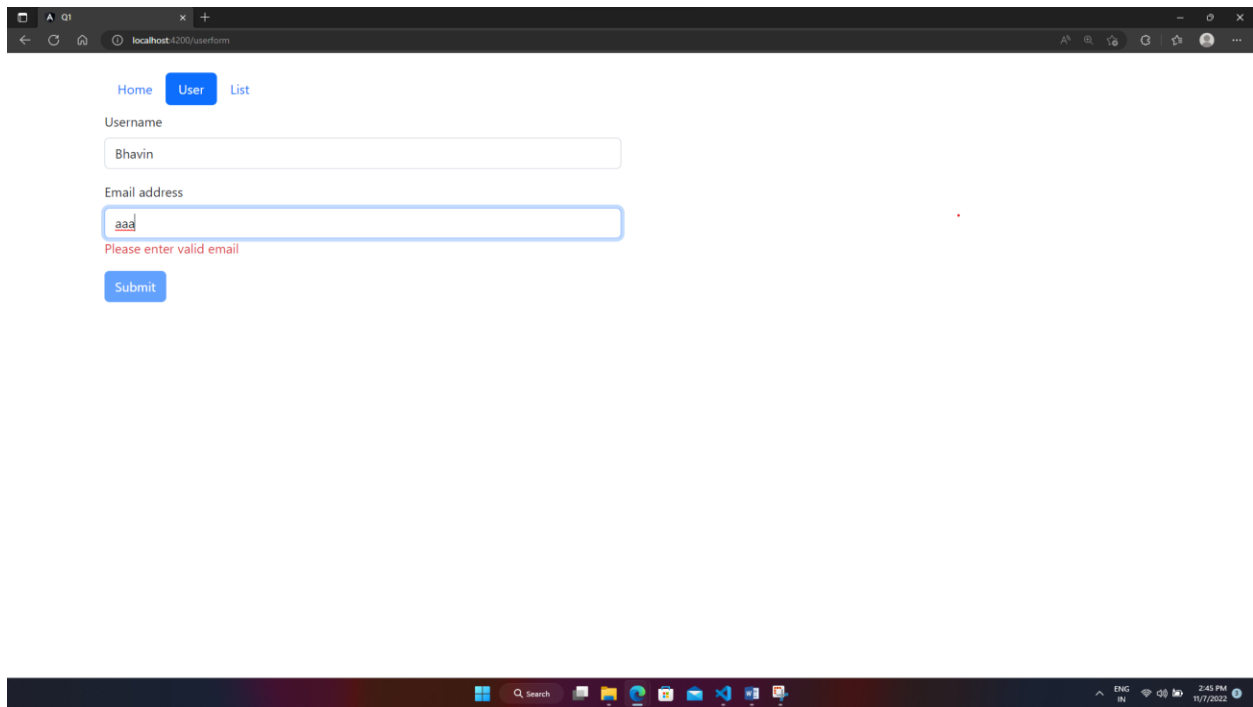 Q1
localhost:4200/userform
Home User List
Username
Bhavin
Email address
aaa
Please enter valid email
Submit
Search
ENG
IN
2:45 PM
11/7/2022